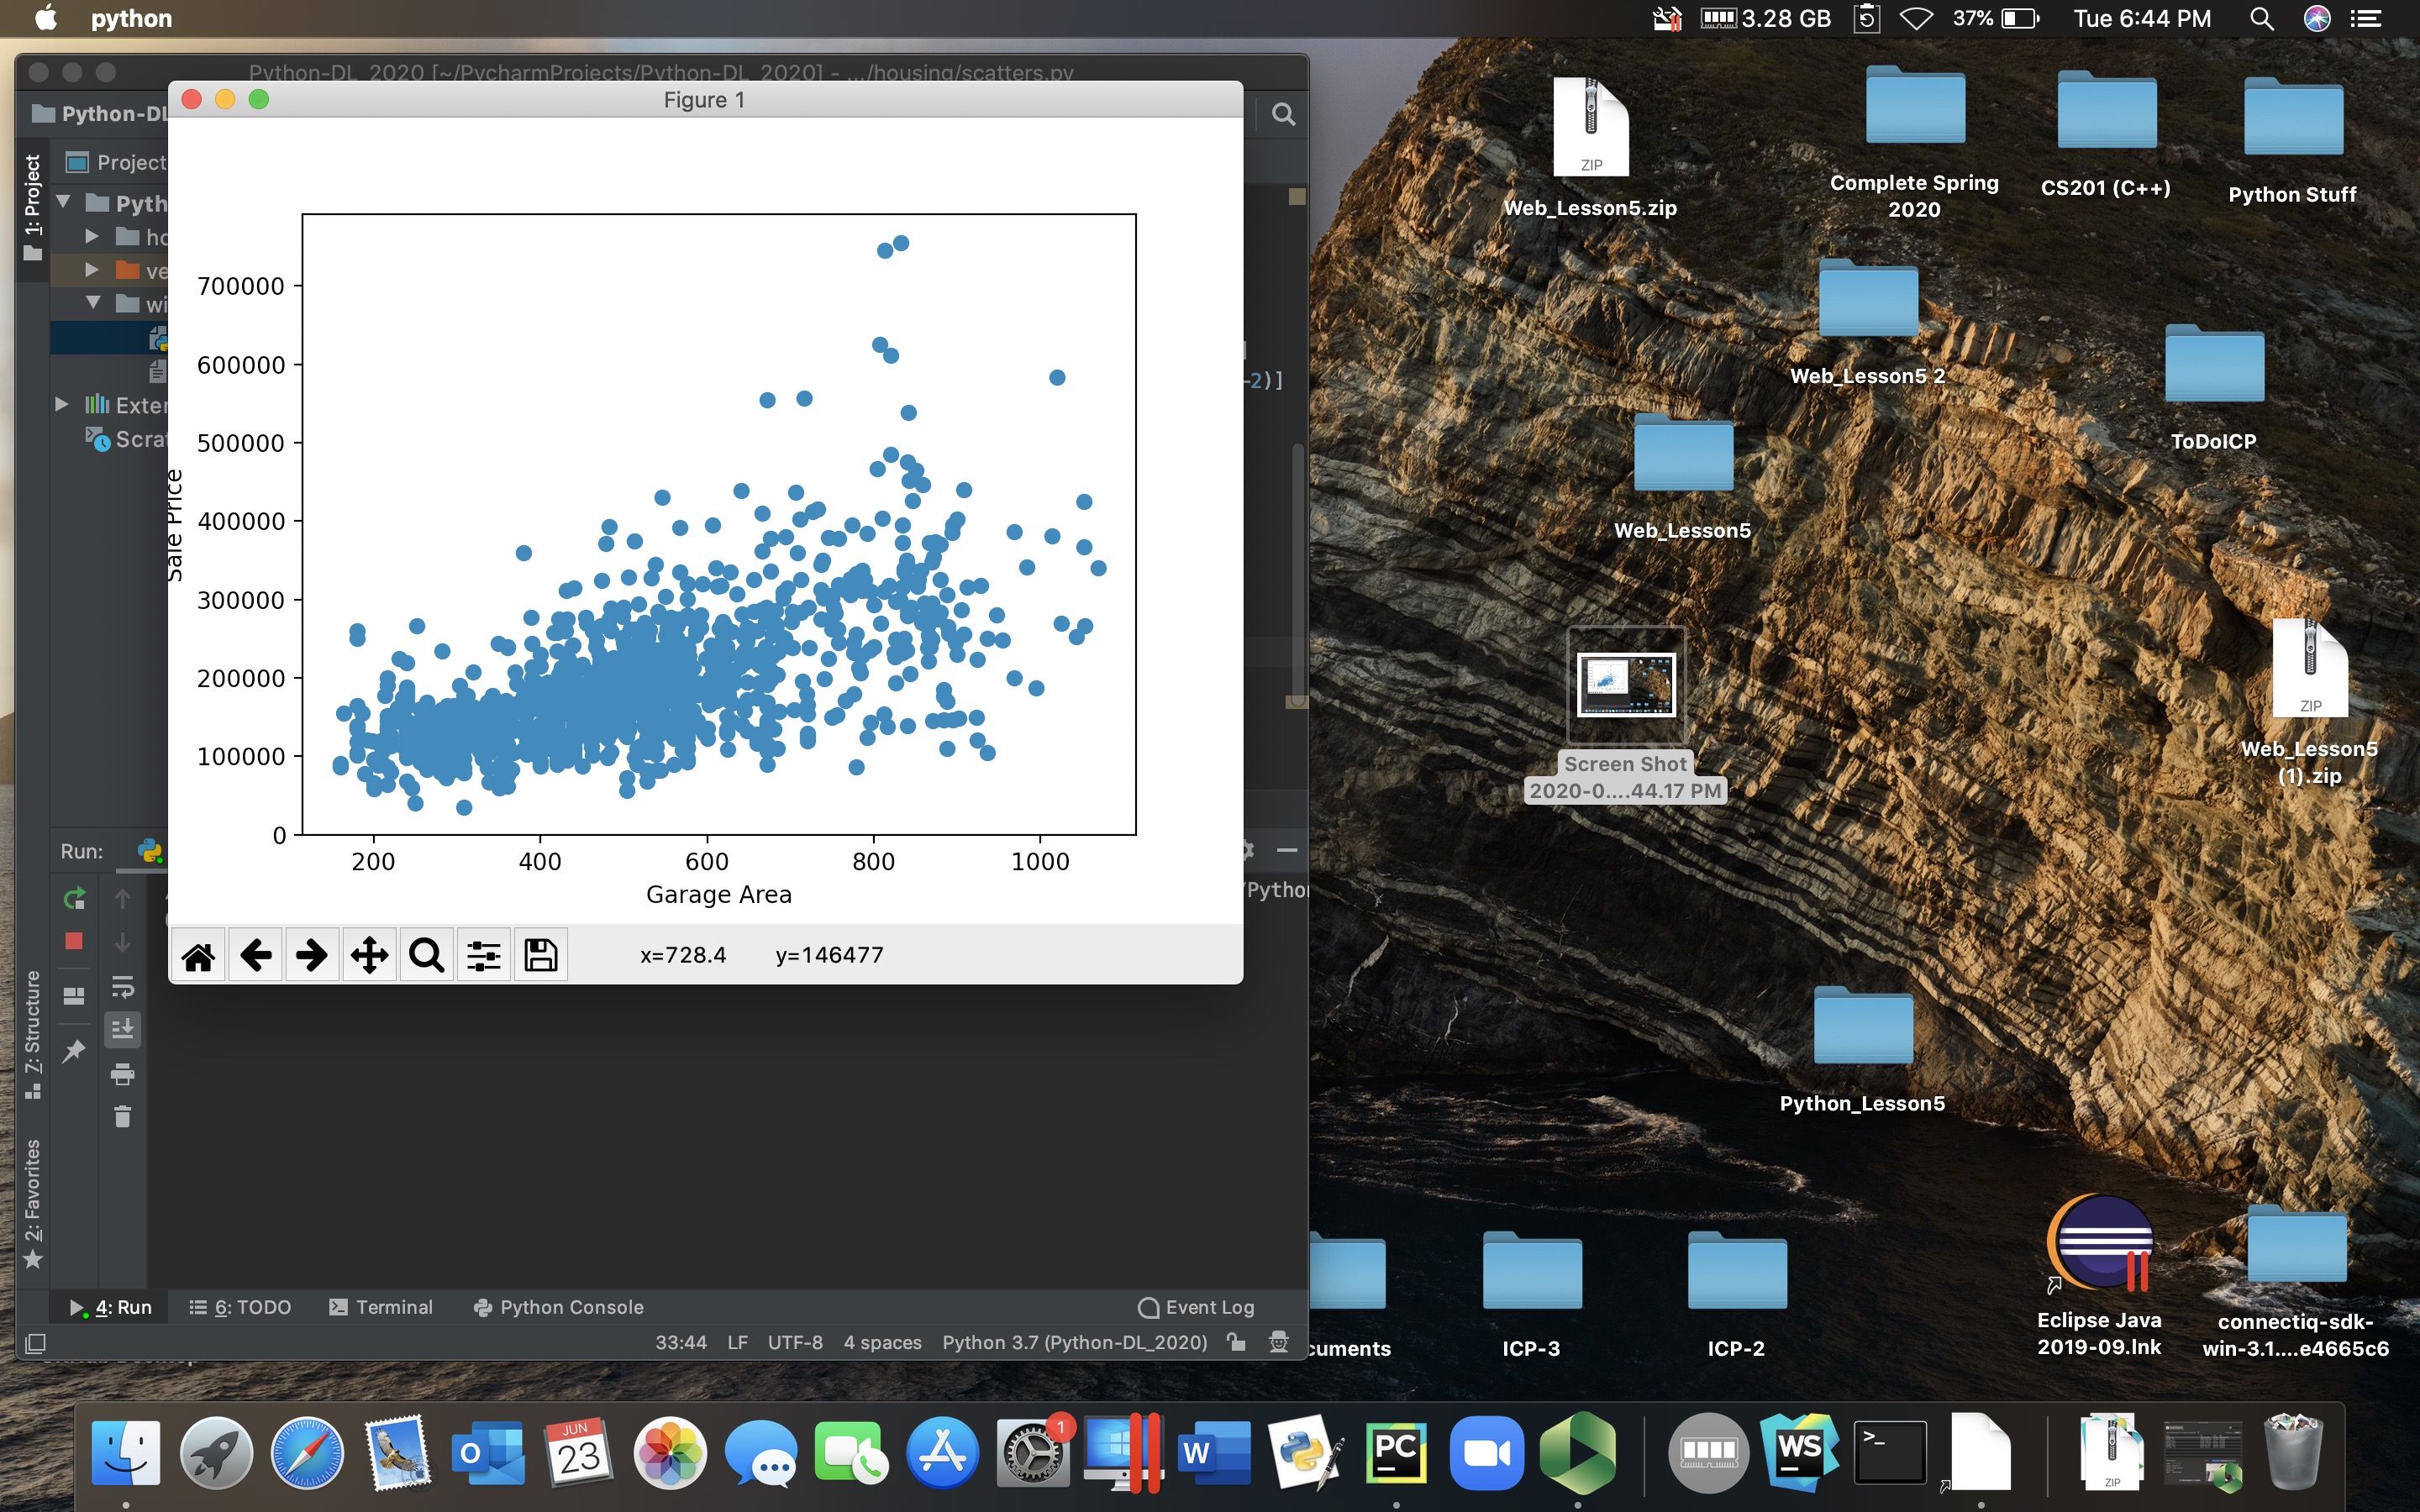 python
3.28 GB
37%
Tue 6:44 PM
Python-DL_2020 [~/PycharmProjects/Python-DL_2020] - .../housing/scatters.py
Python-DL
Figure 1
1: Project
Project
Pyth
ho
ve
wi
Exter
Scrat
-2)]
700000
600000
500000
400000
300000
200000
100000
0
Sale Price
200
400
600
800
1000
Garage Area
x=728.4
y=146477
Run:
/Python
7: Structure
2: Favorites
4: Run
6: TODO
Terminal
Python Console
Event Log
33:44
LF
UTF-8
4 spaces
Python 3.7 (Python-DL_2020)
ZIP
Web_Lesson5.zip
Complete Spring
2020
CS201 (C++)
Python Stuff
Web_Lesson5 2
ToDoICP
Web_Lesson5
Screen Shot
2020-0....44.17 PM
ZIP
Web_Lesson5
(1).zip
Python_Lesson5
cuments
ICP-3
ICP-2
Eclipse Java
2019-09.lnk
connectiq-sdk-
win-3.1....e4665c6
JUN
23
1
O
W
PC
WS
>_
ZIP